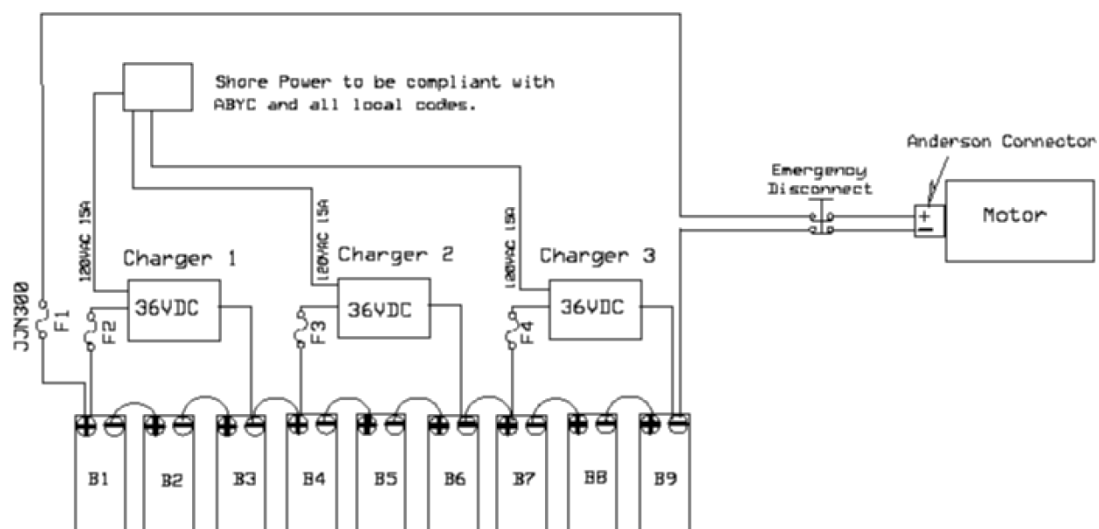 Shore Power to be compliant with
ABYC and all local codes.
Anderson Connector
Emergency
Disconnect
+
-
Motor
120VAC 15A
120VAC 15A
120VAC 15A
Charger 1
Charger 2
Charger 3
36VDC
36VDC
36VDC
JJN300
F1
F2
F3
F4
B1
B2
B3
B4
B5
B6
B7
B8
B9